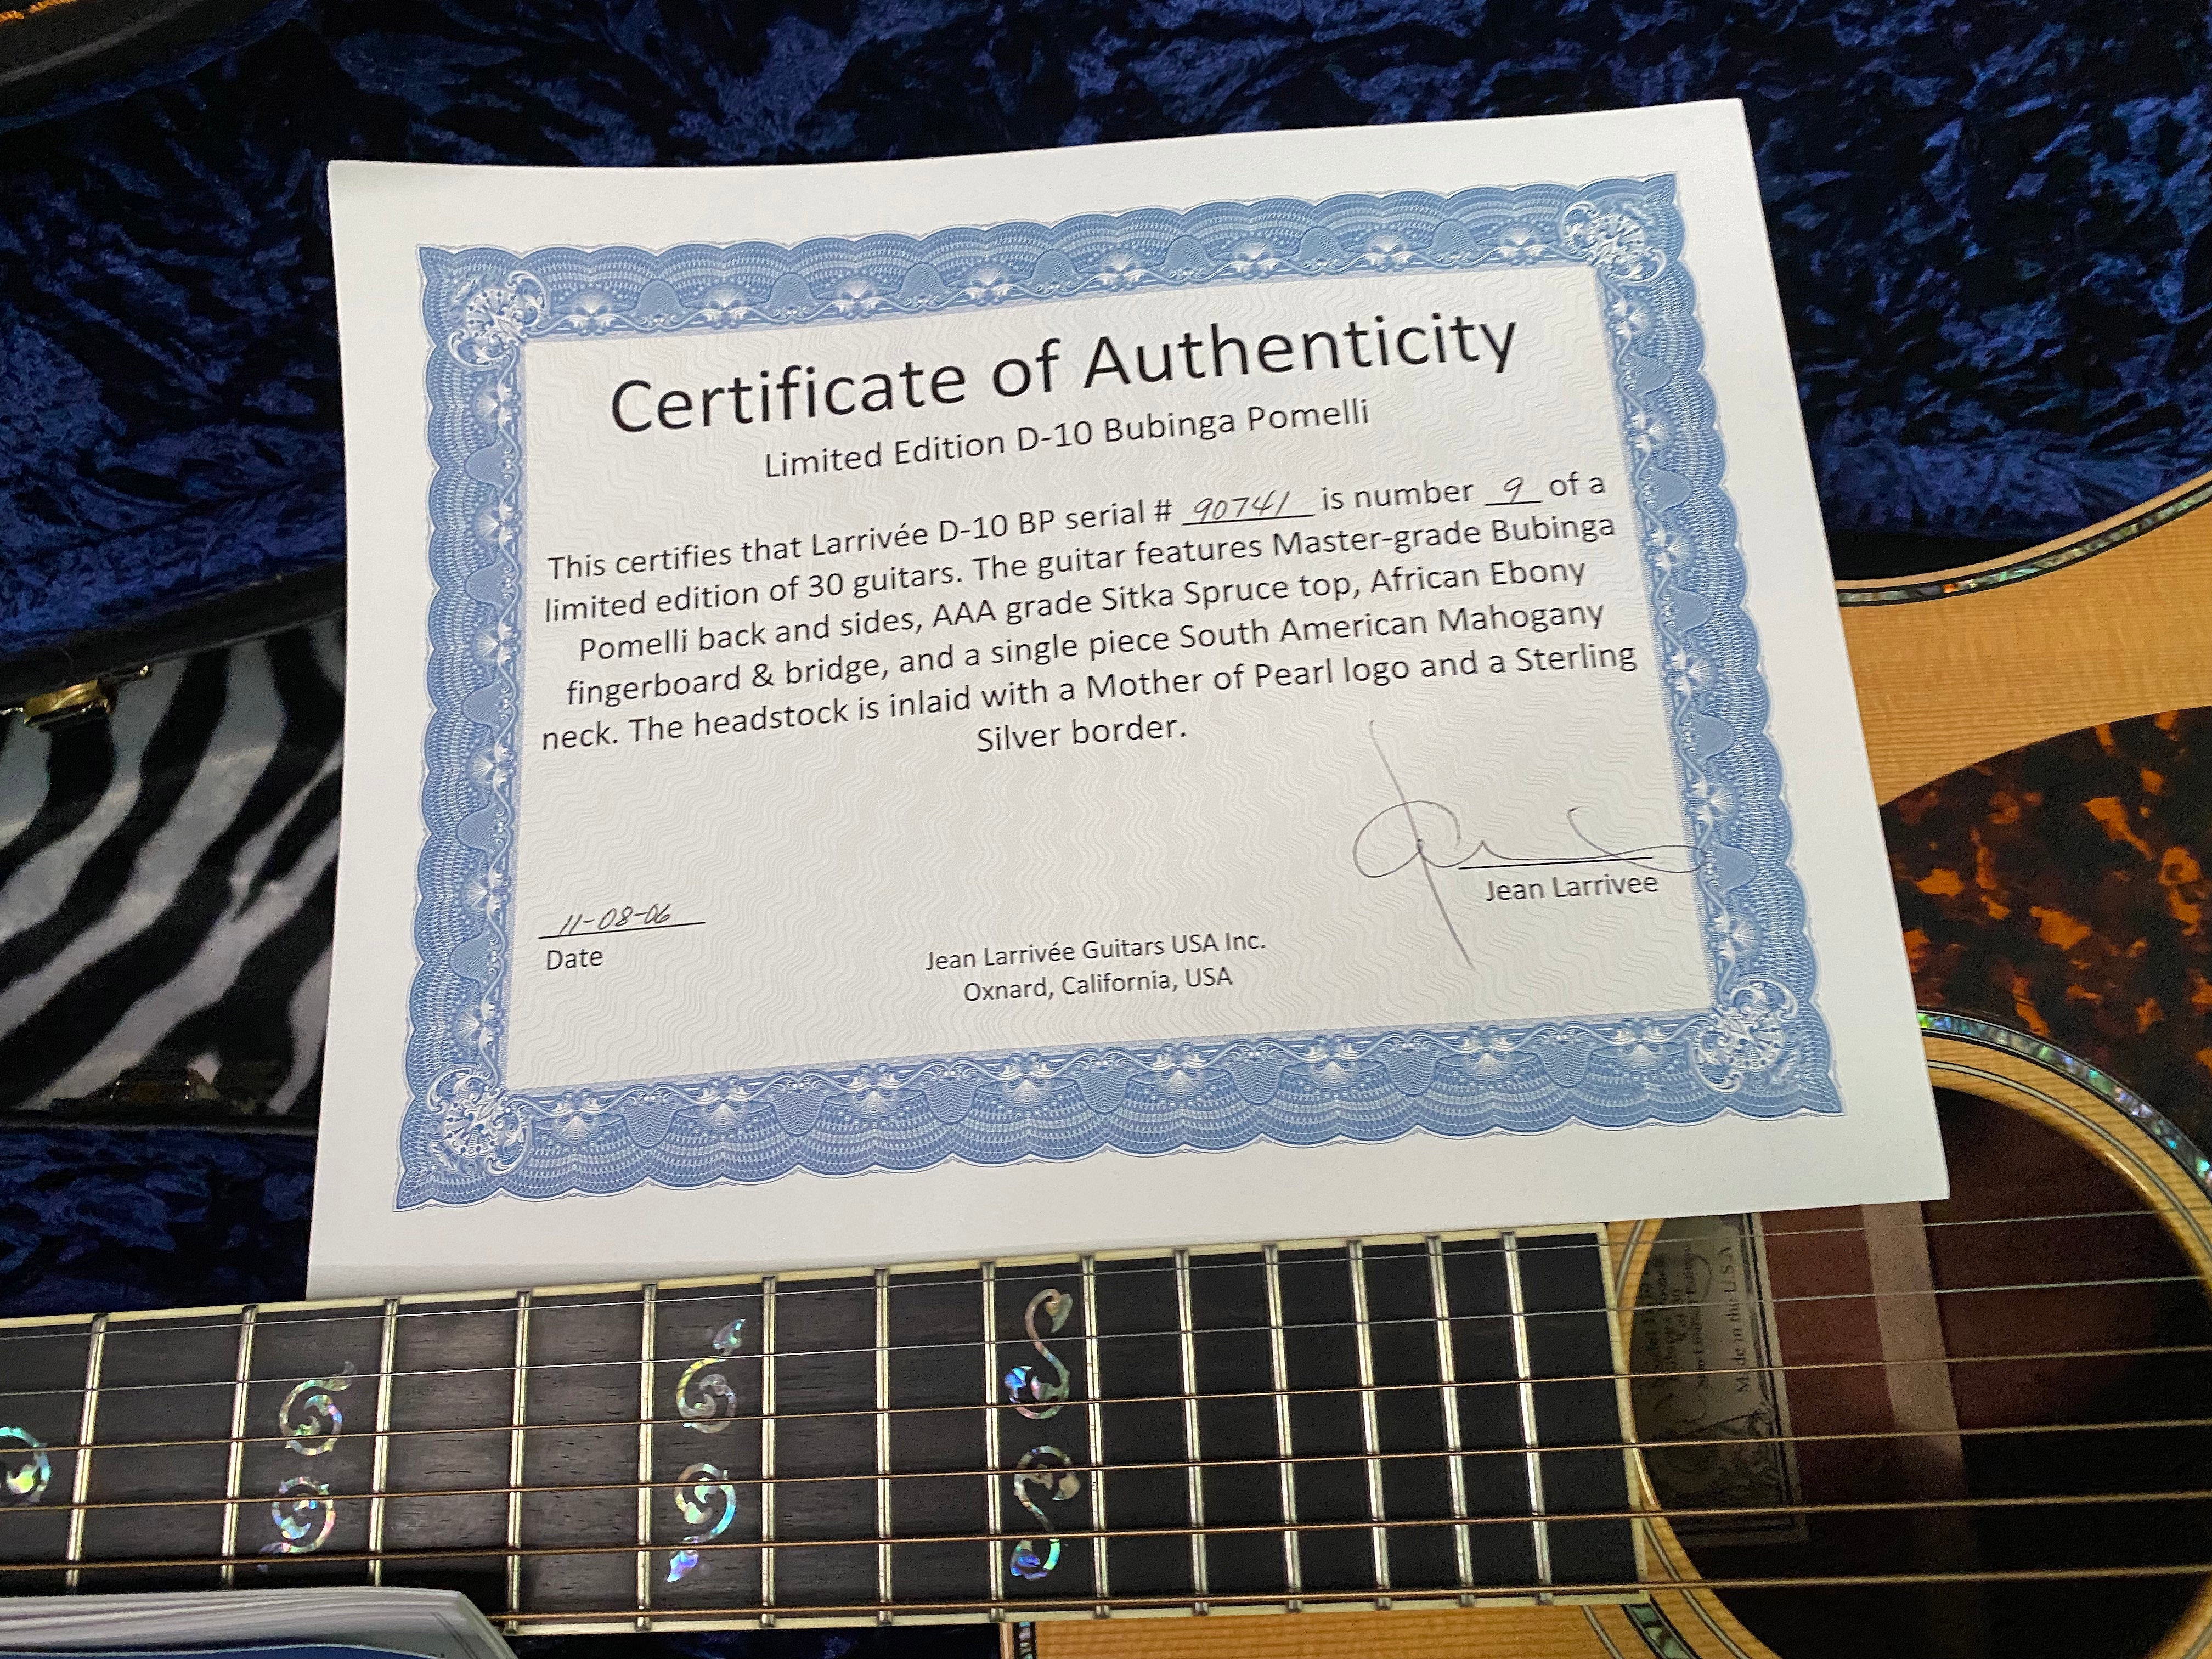 Certificate of Authenticity
Limited Edition D-10 Bubinga Pomelli
This certifies that Larrivée D-10 BP serial # 90741 is number 9 of a
limited edition of 30 guitars. The guitar features Master-grade Bubinga
Pomelli back and sides, AAA grade Sitka Spruce top, African Ebony
fingerboard & bridge, and a single piece South American Mahogany
neck. The headstock is inlaid with a Mother of Pearl logo and a Sterling
Silver border.
Jean Larrivee
11-08-06
Date
Jean Larrivée Guitars USA Inc.
Oxnard, California, USA
Made in the U.S.A